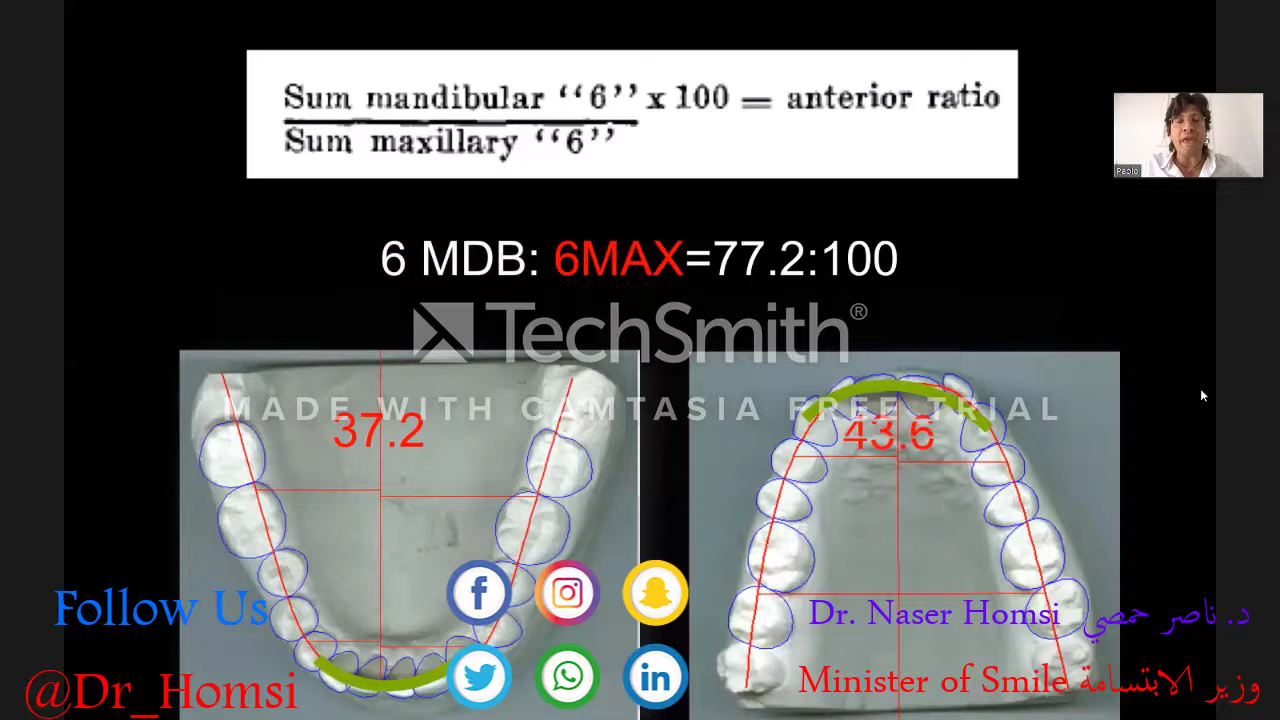 Sum mandibular “6” x 100 = anterior ratio
Sum maxillary “6”
Paolo
6 MDB: 6MAX=77.2:100
TechSmith®
MADE WITH CAMTASIA FREE TRIAL
37.2
43.6
Follow Us
Dr. Naser Homsi د. ناصر حمصي
@Dr_Homsi
Minister of Smile وزير الابتسامة